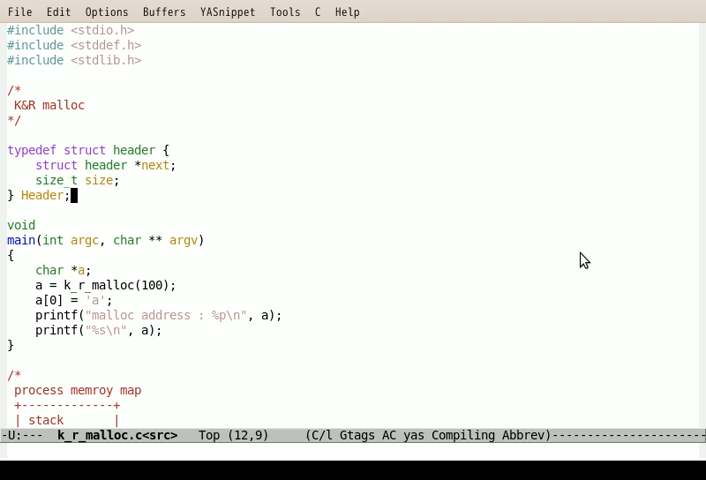 File Edit Options Buffers YASnippet Tools C Help
#include <stdio.h>
#include <stddef.h>
#include <stdlib.h>
/*
 K&R malloc
*/
typedef struct header {
    struct header *next;
    size_t size;
} Header;
void
main(int argc, char ** argv)
{
    char *a;
    a = k_r_malloc(100);
    a[0] = 'a';
    printf("malloc address : %p\n", a);
    printf("%s\n", a);
}
/*
 process memroy map
 +-------------+
 | stack       |
-U:---  k_r_malloc.c<src>   Top (12,9)     (C/l Gtags AC yas Compiling Abbrev)---------------------